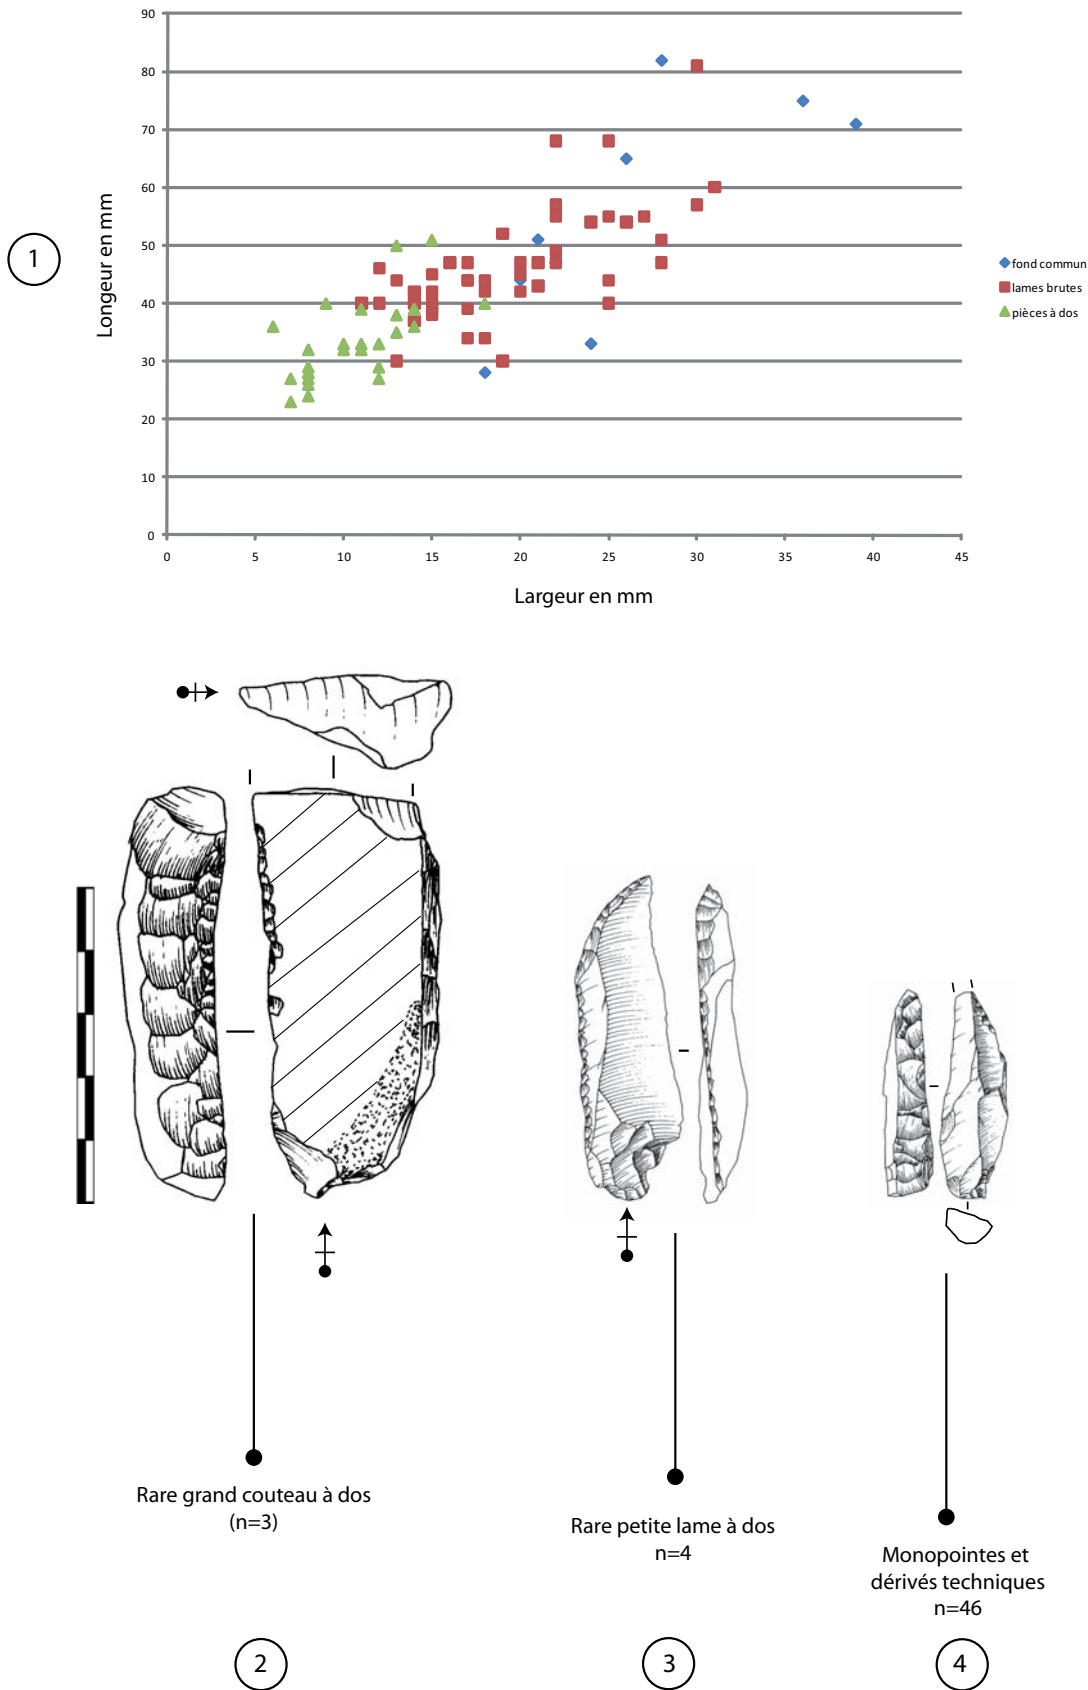 90
80
70
60
50
40
30
20
10
0
Longeur en mm
1
0 5 10 15 20 25 30 35 40 45
Largeur en mm
fond commun
lames brutes
pièces à dos
Rare grand couteau à dos
(n=3)
Rare petite lame à dos
n=4
Monopointes et
dérivés techniques
n=46
2
3
4